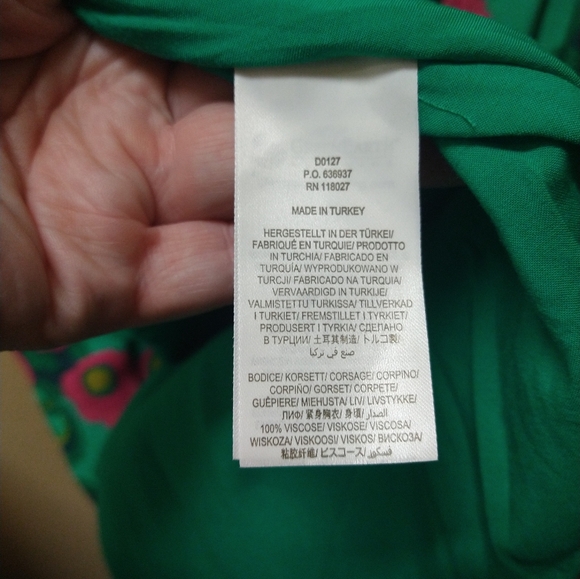 D0127
P.O. 636937
RN 118027
MADE IN TURKEY
HERGESTELLT IN DER TÜRKEI/
FABRIQUÉ EN TURQUIE/ PRODOTTO
IN TURCHIA/ FABRICADO EN
TURQUÍA/ WYPRODUKOWANO W
TURCJI/ FABRICADO NA TURQUIA/
VERVAARDIGD IN TURKIJE/
VALMISTETTU TURKISSA/ TILLVERKAD
I TURKIET/ FREMSTILLET I TYRKIET/
PRODUSERT I TYRKIA/ СДЕЛАНО
В ТУРЦИИ/ 土耳其制造/ トルコ製/
صنع في تركيا
BODICE/ KORSETT/ CORSAGE/ CORPINO/
CORPIÑO/ GORSET/ CORPETE/
GUÊPIERE/ MIEHUSTA/ LIV/ LIVSTYKKE/
ЛИФ/ 紧身胸衣/ 身頃/ الصدار/
100% VISCOSE/ VISKOSE/ VISCOSA/
WISKOZA/ VISKOOSI/ VISKOS/ ВИСКОЗА/
粘胶纤维/ ビスコース/ فسكوز